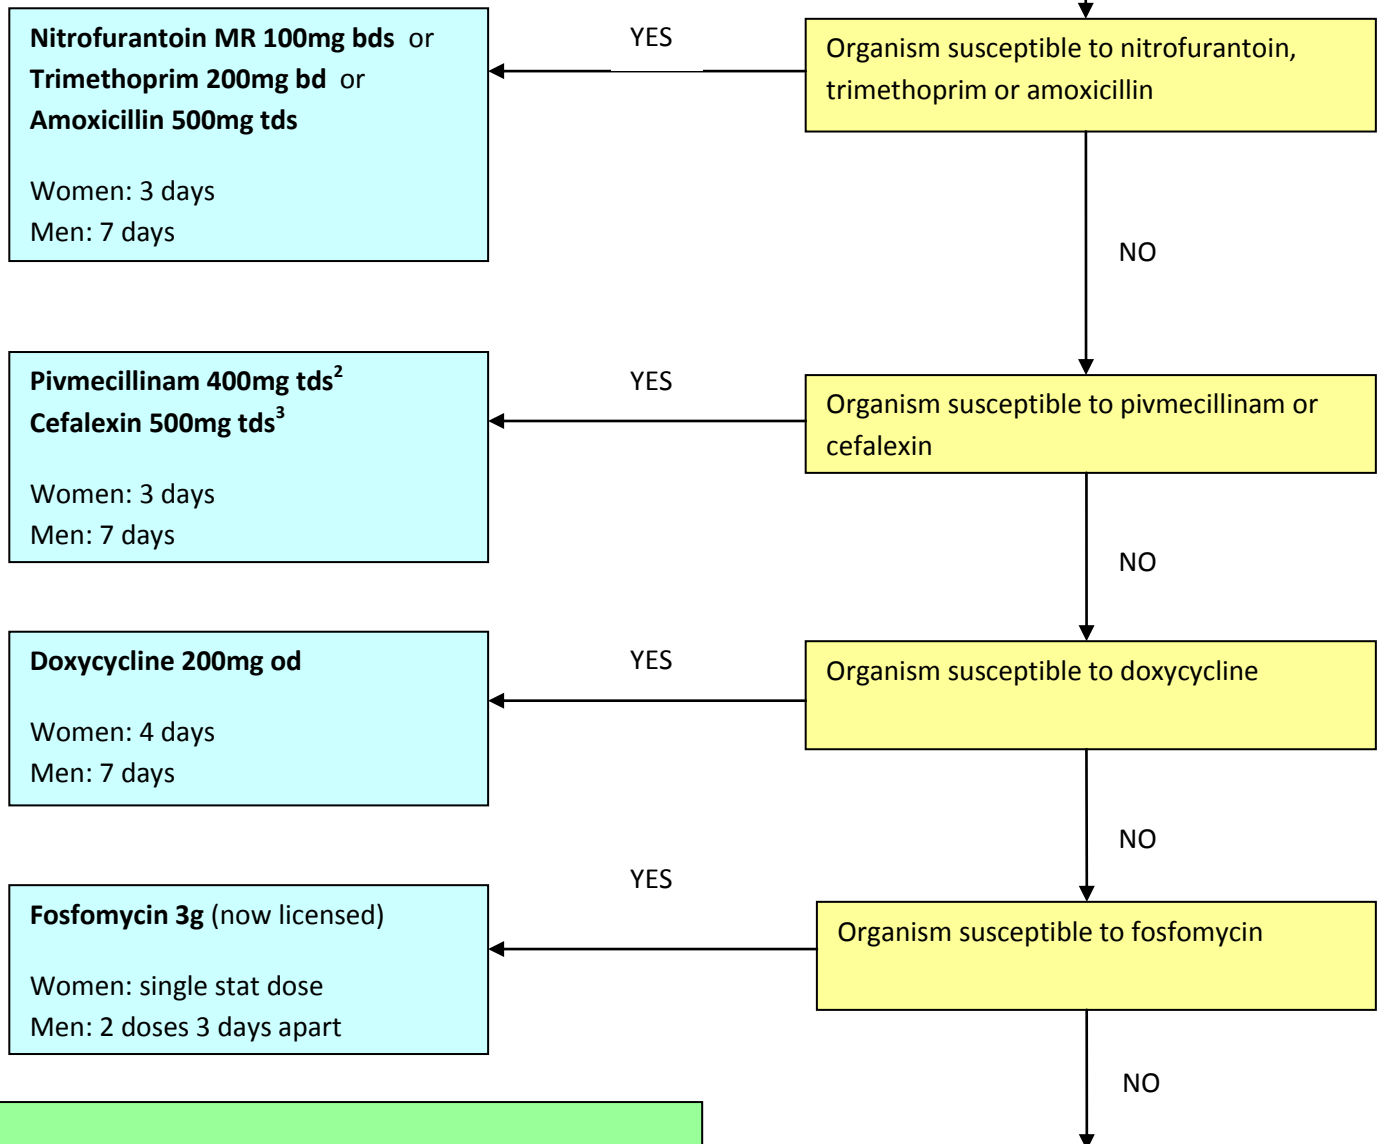 Nitrofurantoin MR 100mg bds  or
Trimethoprim 200mg bd  or
Amoxicillin 500mg tds
Women: 3 days
Men: 7 days
YES
Organism susceptible to nitrofurantoin,
trimethoprim or amoxicillin
NO
Pivmecillinam 400mg tds²
Cefalexin 500mg tds³
Women: 3 days
Men: 7 days
YES
Organism susceptible to pivmecillinam or
cefalexin
NO
Doxycycline 200mg od
Women: 4 days
Men: 7 days
YES
Organism susceptible to doxycycline
NO
Fosfomycin 3g (now licensed)
Women: single stat dose
Men: 2 doses 3 days apart
YES
Organism susceptible to fosfomycin
NO